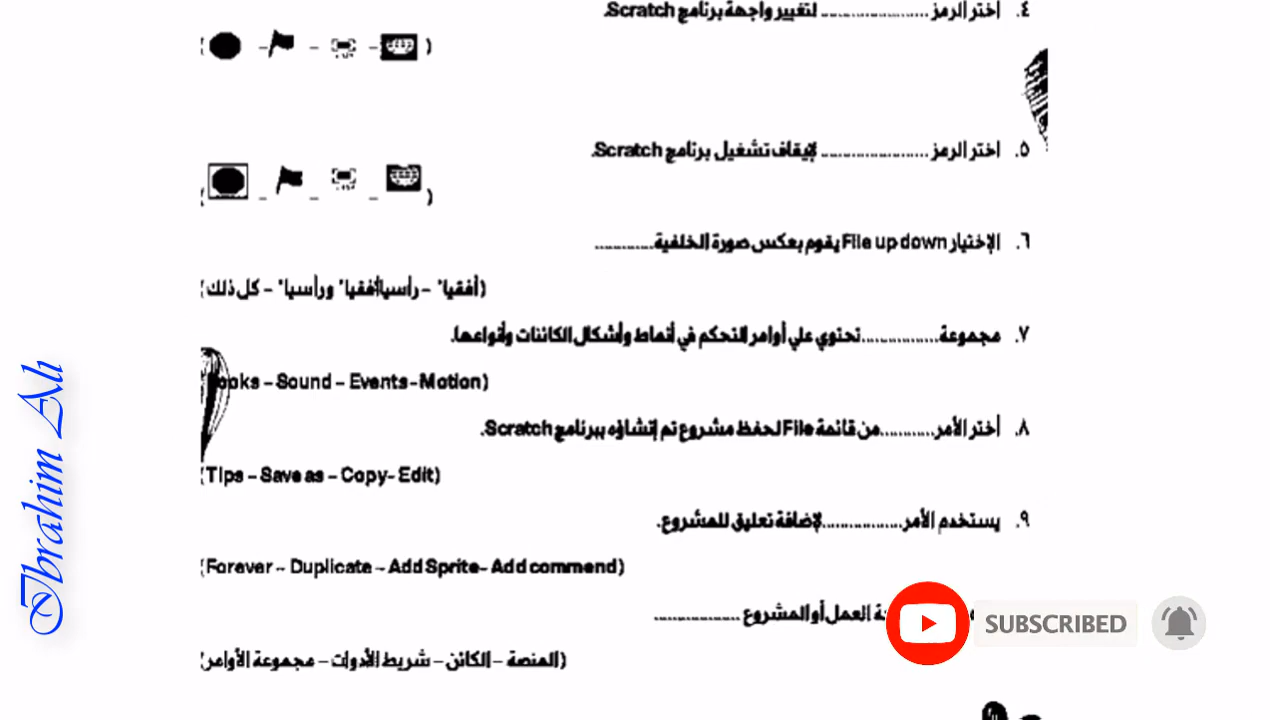 ٤. اختر الرمز ........................ لتغيير واجهة برنامج Scratch.
( – – – )
٥. اختر الرمز ........................ لإيقاف تشغيل برنامج Scratch.
( – – – )
٦. الإختيار File up down يقوم بعكس صورة الخلفية.............
(أفقيا" – رأسياأفقيا" ورأسيا" – كل ذلك)
٧. مجموعة.................تحتوي علي أوامر التحكم في أنماط وأشكال الكائنات وأنواعها.
ooks – Sound – Events – Motion)
٨. أختر الأمر............من قائمة File لحفظ مشروع تم إنشاؤه ببرنامج Scratch.
(Tips – Save as – Copy- Edit)
٩. يستخدم الأمر..................لإضافة تعليق للمشروع.
(Forever – Duplicate – Add Sprite- Add commend)
العمل أو المشروع ...................
(المنصة – الكائن – شريط الأدوات – مجموعة الأوامر)
Ibrahim Ali
SUBSCRIBED